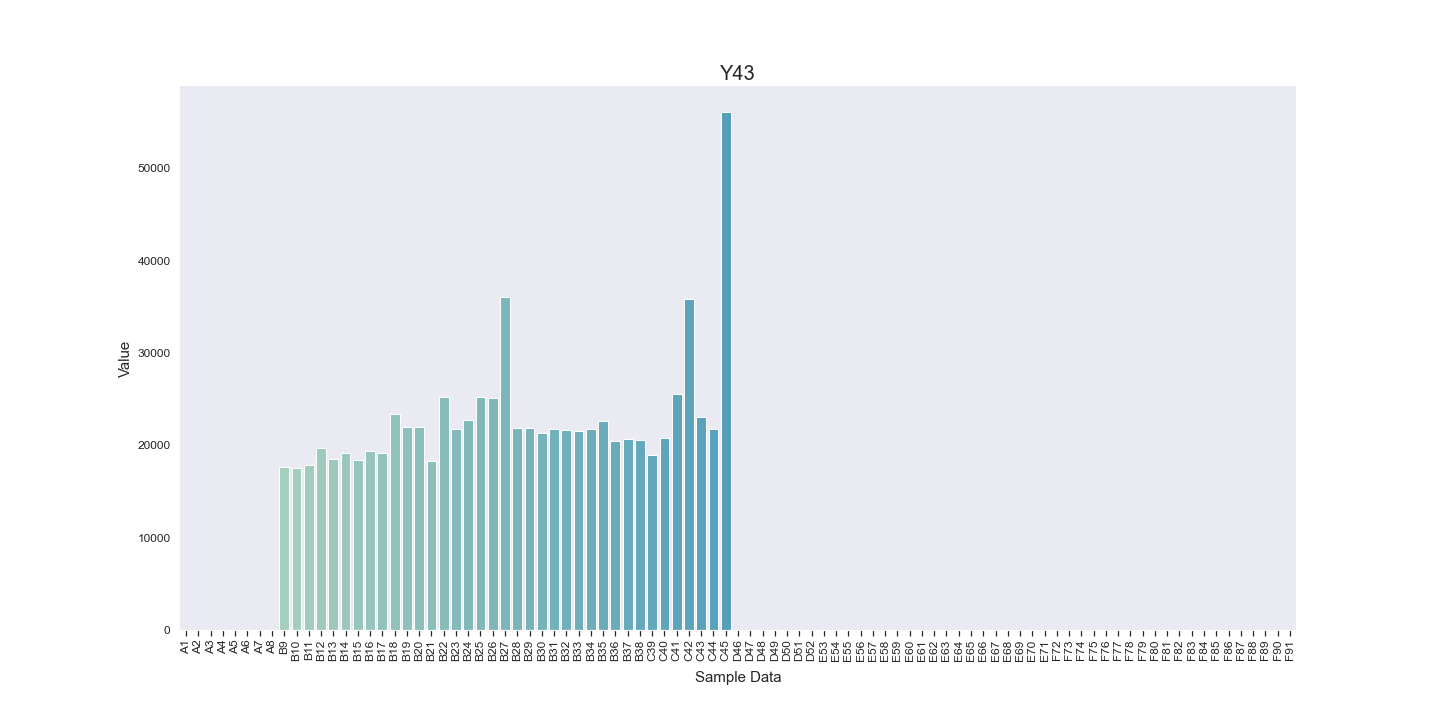 Y43
Value
50000
40000
30000
20000
10000
0
A1 A2 A3 A4 A5 A6 A7 A8 B9 B10 B11 B12 B13 B14 B15 B16 B17 B18 B19 B20 B21 B22 B23 B24 B25 B26 B27 B28 B29 B30 B31 B32 B33 B34 B35 B36 B37 B38 C39 C40 C41 C42 C43 C44 C45 D46 D47 D48 D49 D50 D51 D52 E53 E54 E55 E56 E57 E58 E59 E60 E61 E62 E63 E64 E65 E66 E67 E68 E69 E70 E71 F72 F73 F74 F75 F76 F77 F78 F79 F80 F81 F82 F83 F84 F85 F86 F87 F88 F89 F90 F91
Sample Data